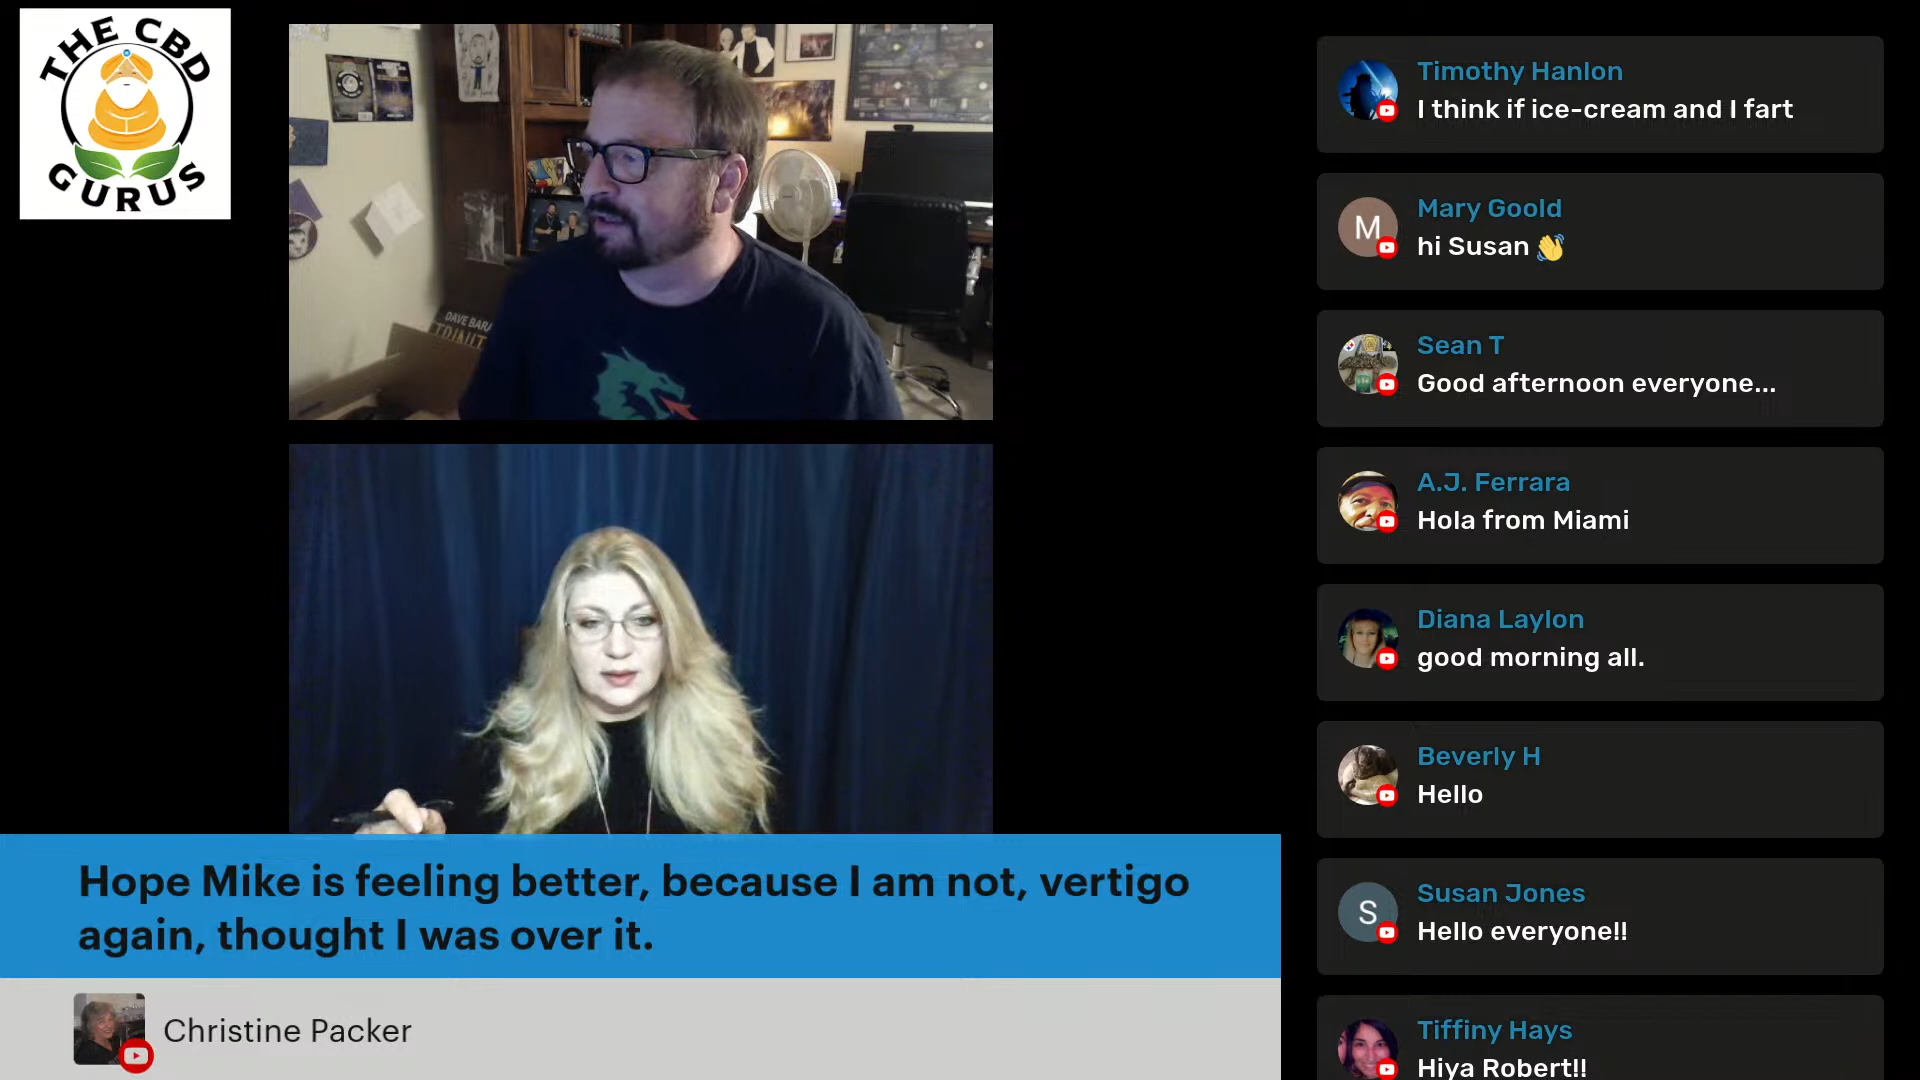 THE CBD
GURUS
DAVE BARA
Timothy Hanlon
I think if ice-cream and I fart
M
Mary Goold
hi Susan 👋
Sean T
Good afternoon everyone...
A.J. Ferrara
Hola from Miami
Diana Laylon
good morning all.
Beverly H
Hello
S
Susan Jones
Hello everyone!!
Tiffiny Hays
Hiya Robert!!
Hope Mike is feeling better, because I am not, vertigo
again, thought I was over it.
Christine Packer